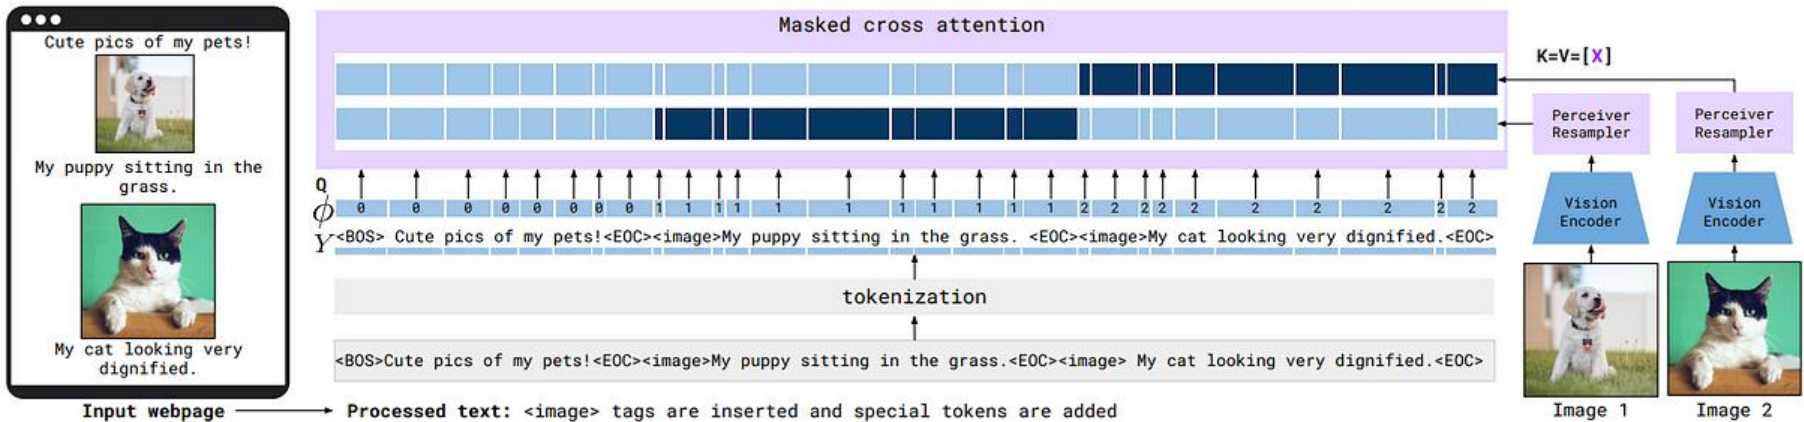 Cute pics of my pets!
My puppy sitting in the
grass.
My cat looking very
dignified.
Input webpage
Masked cross attention
K=V=[X]
Perceiver
Resampler
Perceiver
Resampler
Q
ϕ 0 0 0 0 0 0 0 0 1 1 1 1 1 1 1 1 1 1 1 2 2 2 2 2 2 2 2 2 2
Y <BOS> Cute pics of my pets!<EOC><image>My puppy sitting in the grass. <EOC><image>My cat looking very dignified.<EOC>
Vision
Encoder
Vision
Encoder
tokenization
<BOS>Cute pics of my pets!<EOC><image>My puppy sitting in the grass.<EOC><image> My cat looking very dignified.<EOC>
Processed text: <image> tags are inserted and special tokens are added
Image 1
Image 2